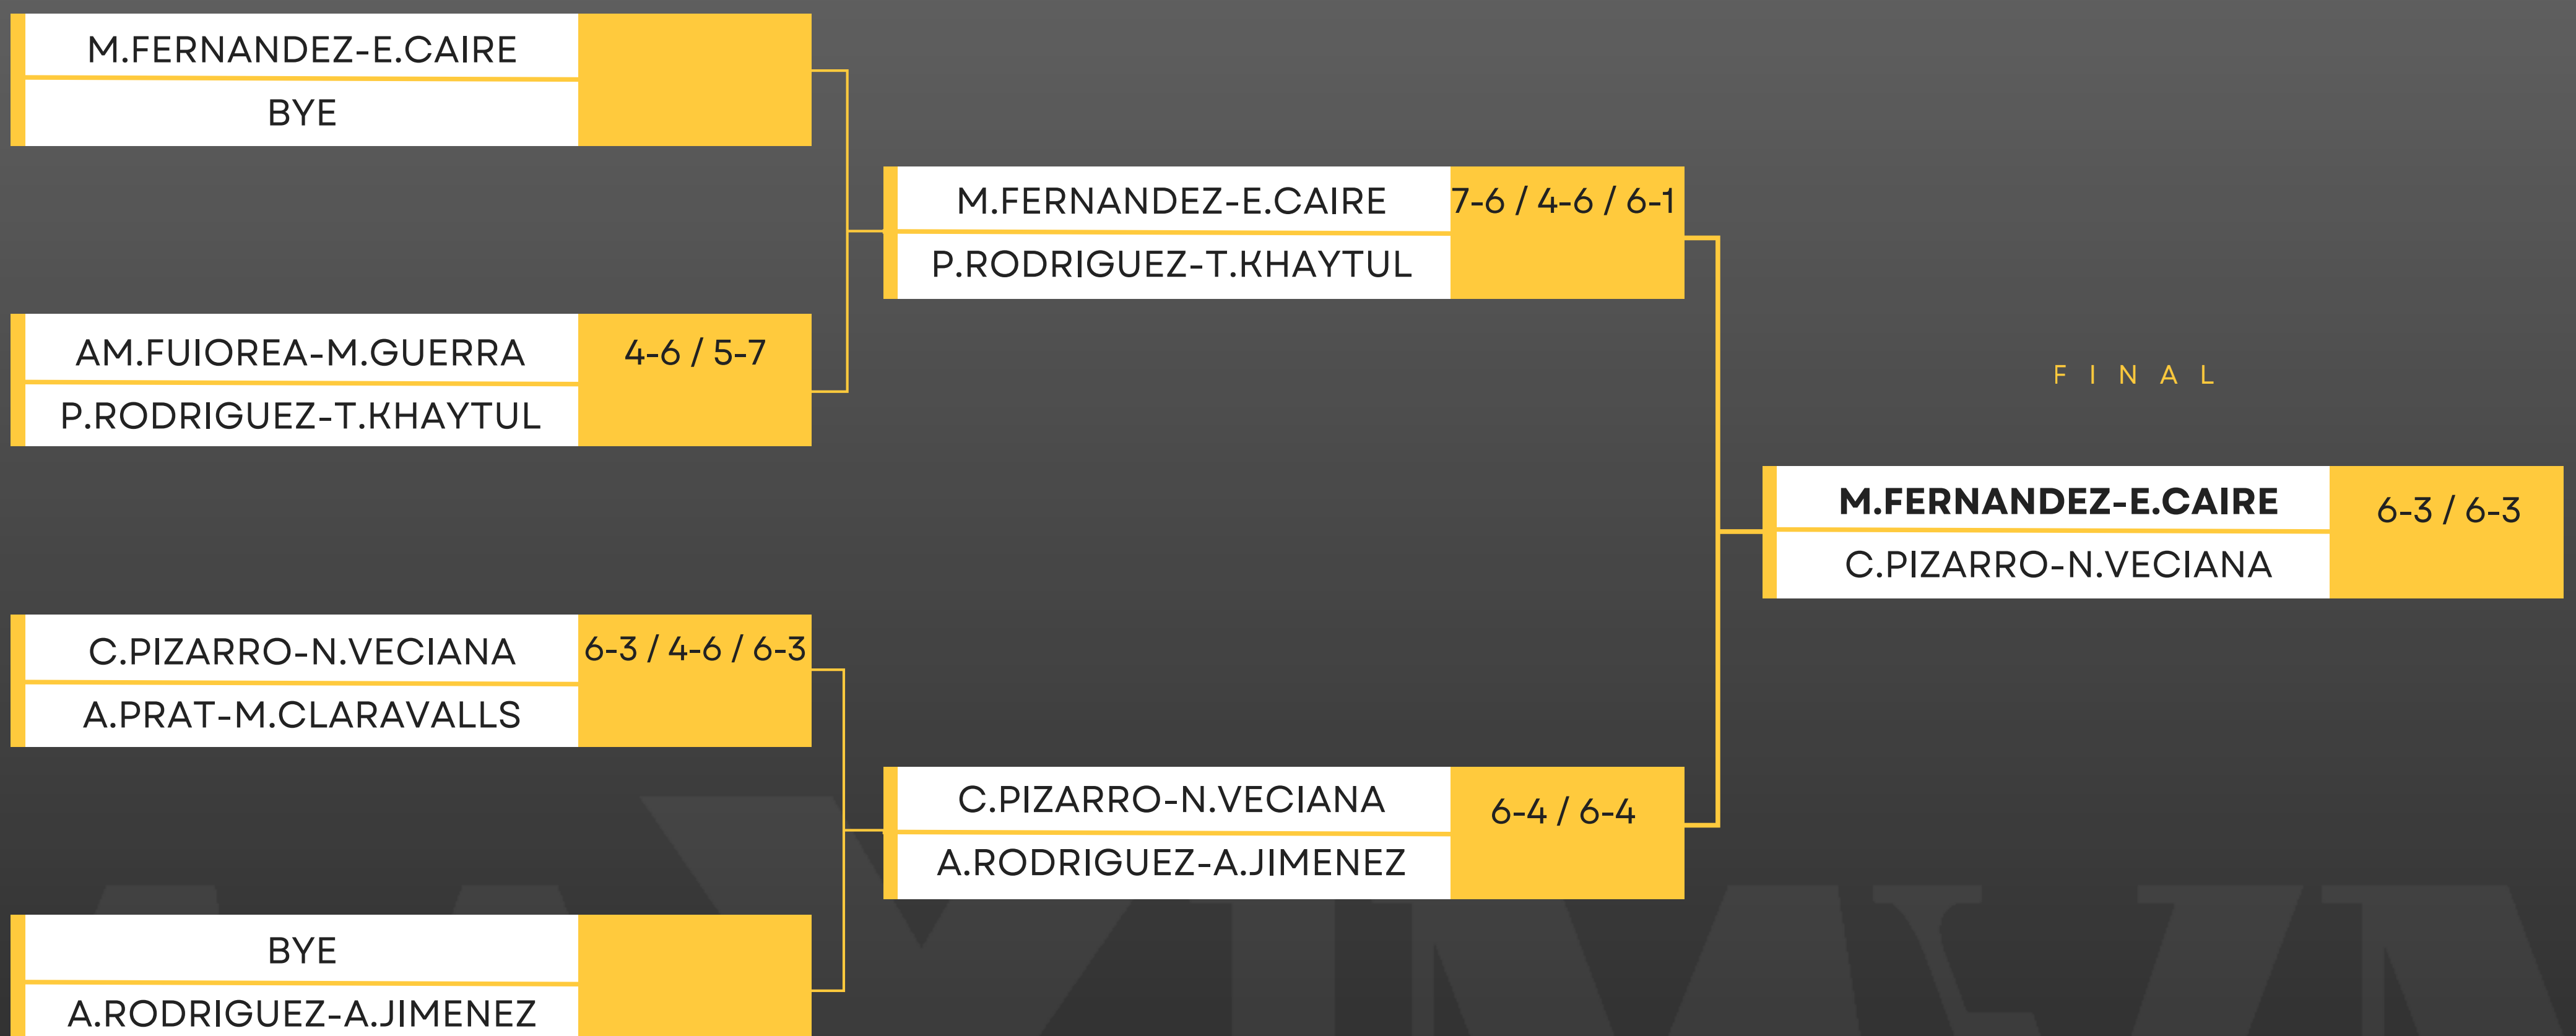 M.FERNANDEZ-E.CAIRE
BYE
AM.FUIOREA-M.GUERRA 4-6 / 5-7
P.RODRIGUEZ-T.KHAYTUL
C.PIZARRO-N.VECIANA 6-3 / 4-6 / 6-3
A.PRAT-M.CLARAVALLS
BYE
A.RODRIGUEZ-A.JIMENEZ
M.FERNANDEZ-E.CAIRE 7-6 / 4-6 / 6-1
P.RODRIGUEZ-T.KHAYTUL
C.PIZARRO-N.VECIANA 6-4 / 6-4
A.RODRIGUEZ-A.JIMENEZ
FINAL
M.FERNANDEZ-E.CAIRE 6-3 / 6-3
C.PIZARRO-N.VECIANA